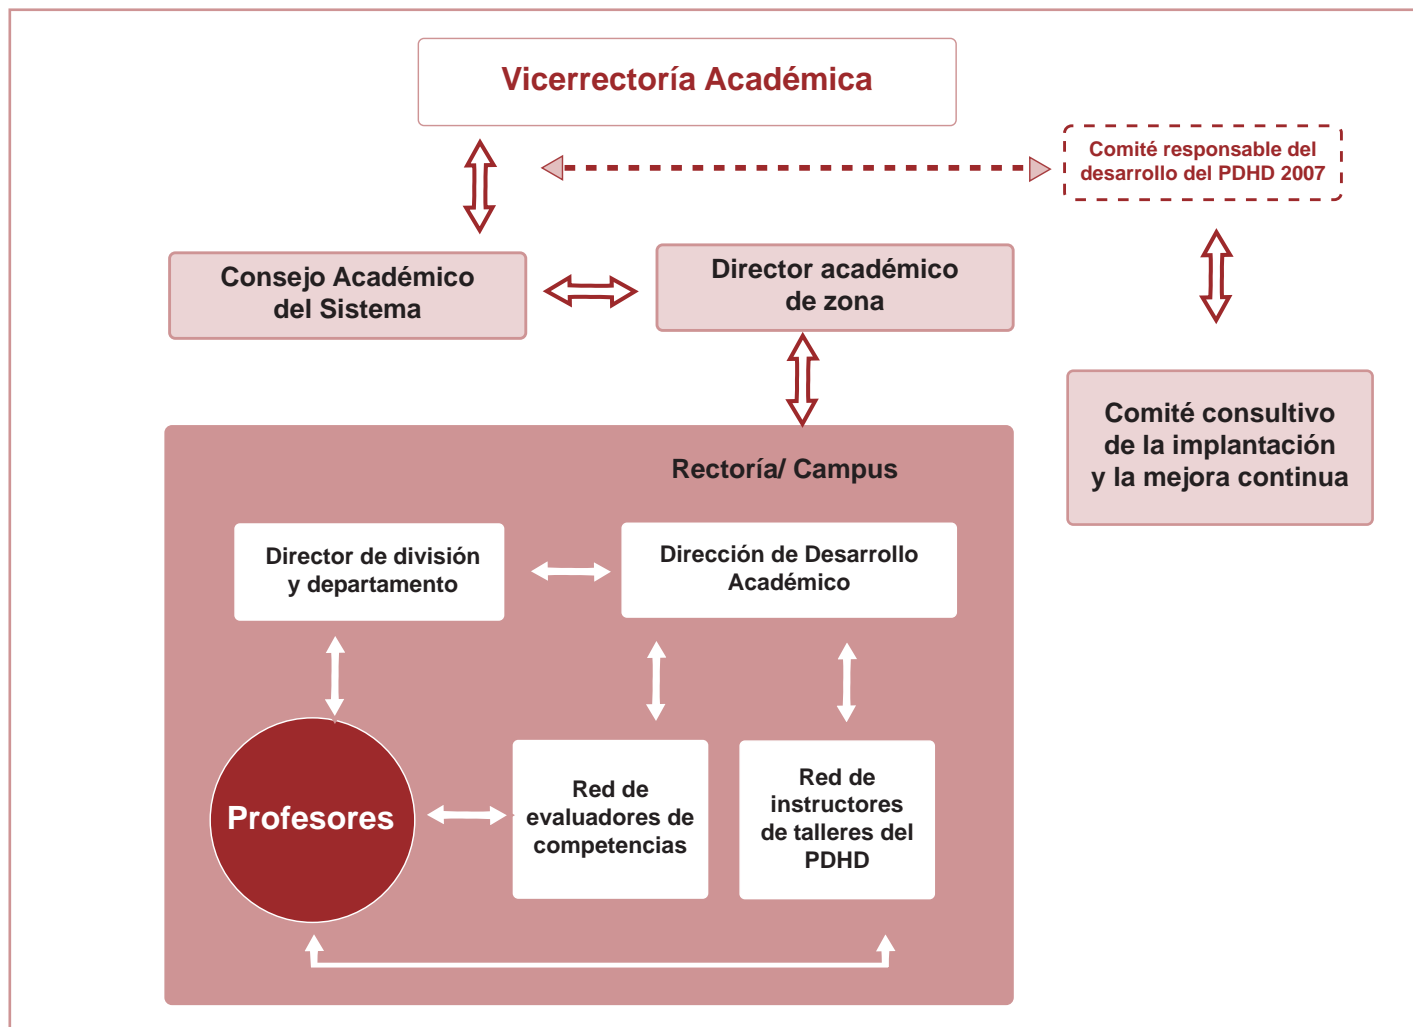 Vicerrectoría Académica
Comité responsable del
desarrollo del PDHD 2007
Consejo Académico
del Sistema
Director académico
de zona
Comité consultivo
de la implantación
y la mejora continua
Rectoría/ Campus
Director de división
y departamento
Dirección de Desarrollo
Académico
Profesores
Red de
evaluadores de
competencias
Red de
instructores
de talleres del
PDHD